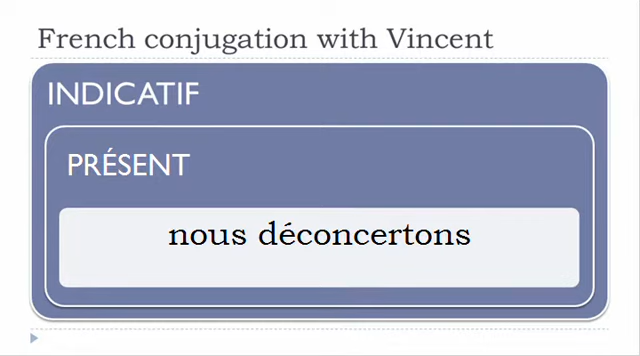 French conjugation with Vincent
INDICATIF
PRÉSENT
nous déconcertons